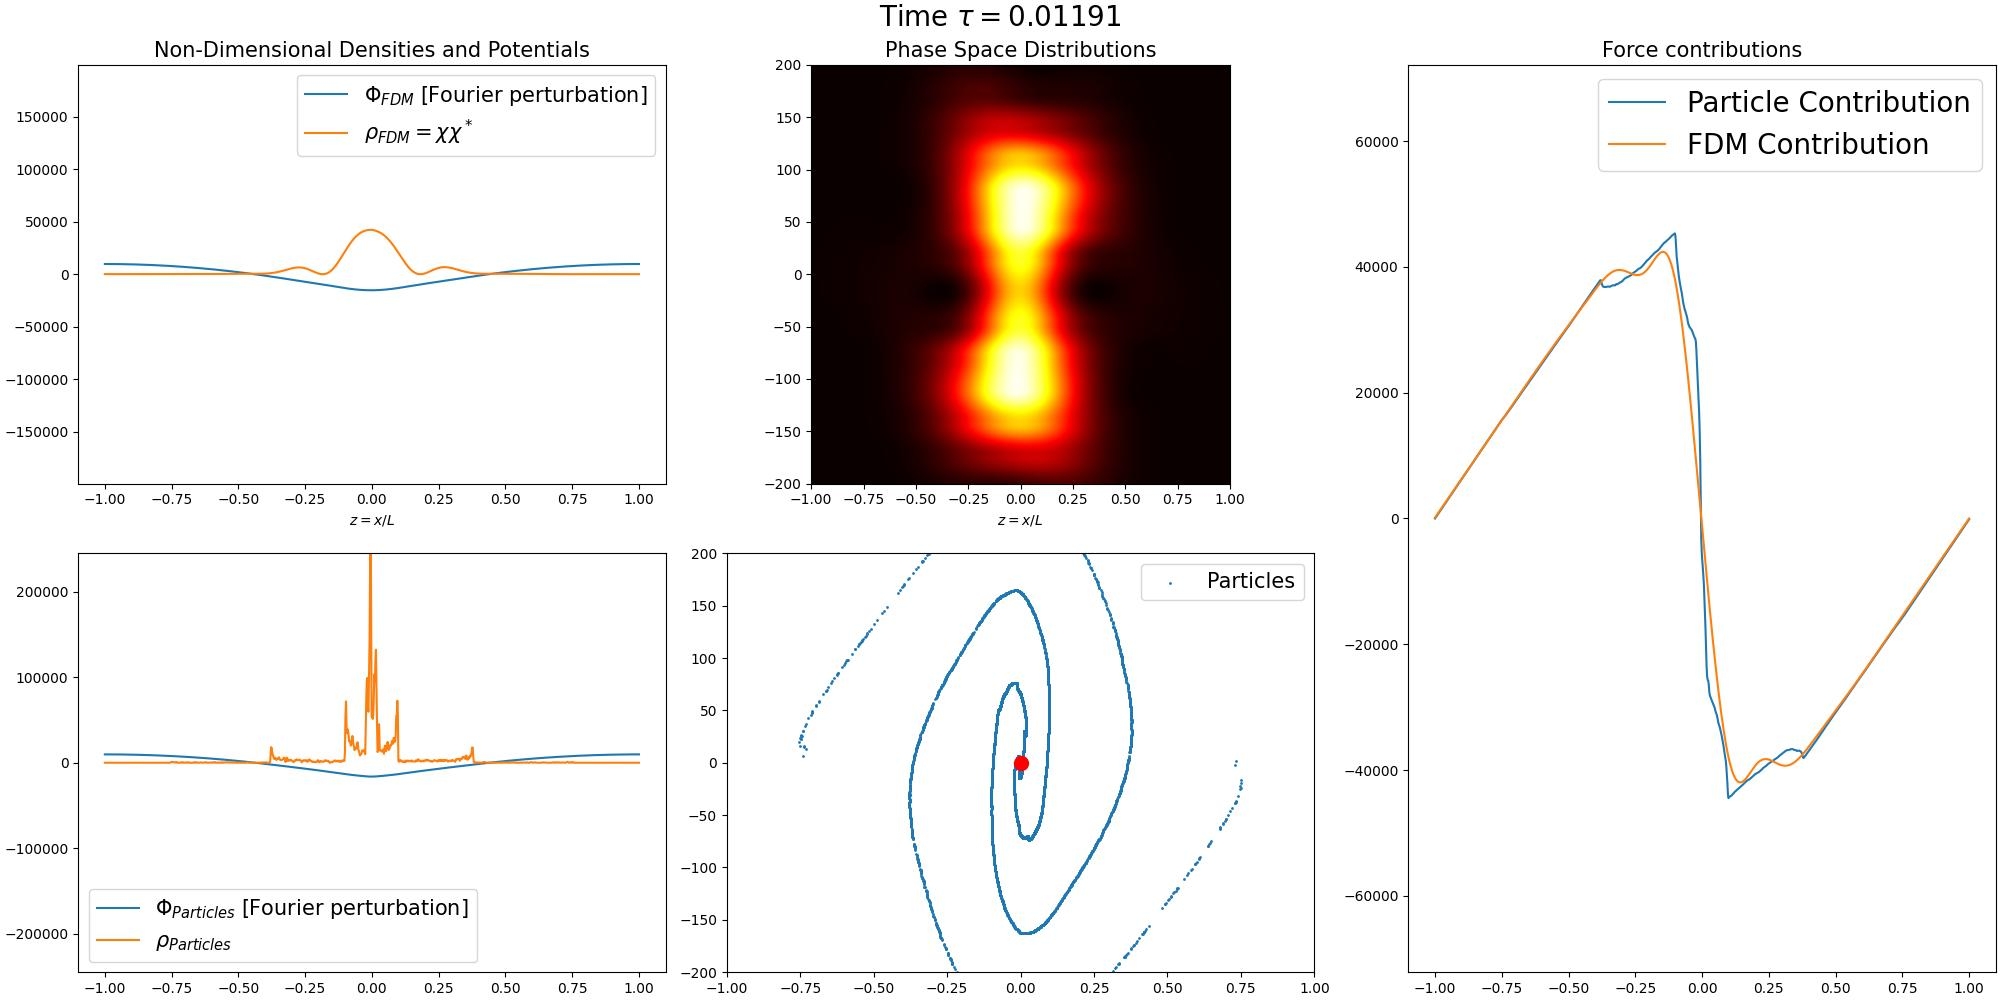 Time τ = 0.01191
Non-Dimensional Densities and Potentials
Φ_FDM [Fourier perturbation]
ρ_FDM = χχ*
150000
100000
50000
0
−50000
−100000
−150000
−1.00 −0.75 −0.50 −0.25 0.00 0.25 0.50 0.75 1.00
z = x/L
Phase Space Distributions
200
150
100
50
0
−50
−100
−150
−200
−1.00 −0.75 −0.50 −0.25 0.00 0.25 0.50 0.75 1.00
z = x/L
Force contributions
Particle Contribution
FDM Contribution
60000
40000
20000
0
−20000
−40000
−60000
−1.00 −0.75 −0.50 −0.25 0.00 0.25 0.50 0.75 1.00
200000
100000
0
−100000
−200000
Φ_Particles [Fourier perturbation]
ρ_Particles
−1.00 −0.75 −0.50 −0.25 0.00 0.25 0.50 0.75 1.00
Particles
200
150
100
50
0
−50
−100
−150
−200
−1.00 −0.75 −0.50 −0.25 0.00 0.25 0.50 0.75 1.00